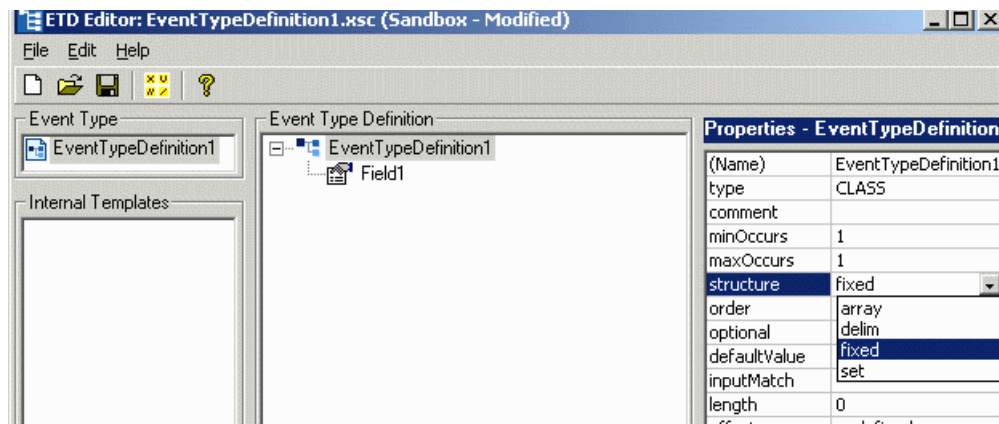 ETD Editor: EventTypeDefinition1.xsc (Sandbox - Modified)
File Edit Help
Event Type
EventTypeDefinition1
Internal Templates
Event Type Definition
EventTypeDefinition1
Field1
Properties - EventTypeDefinition
(Name) EventTypeDefinition1
type CLASS
comment
minOccurs 1
maxOccurs 1
structure fixed
order
optional
defaultValue
inputMatch
length 0
array
delim
fixed
set